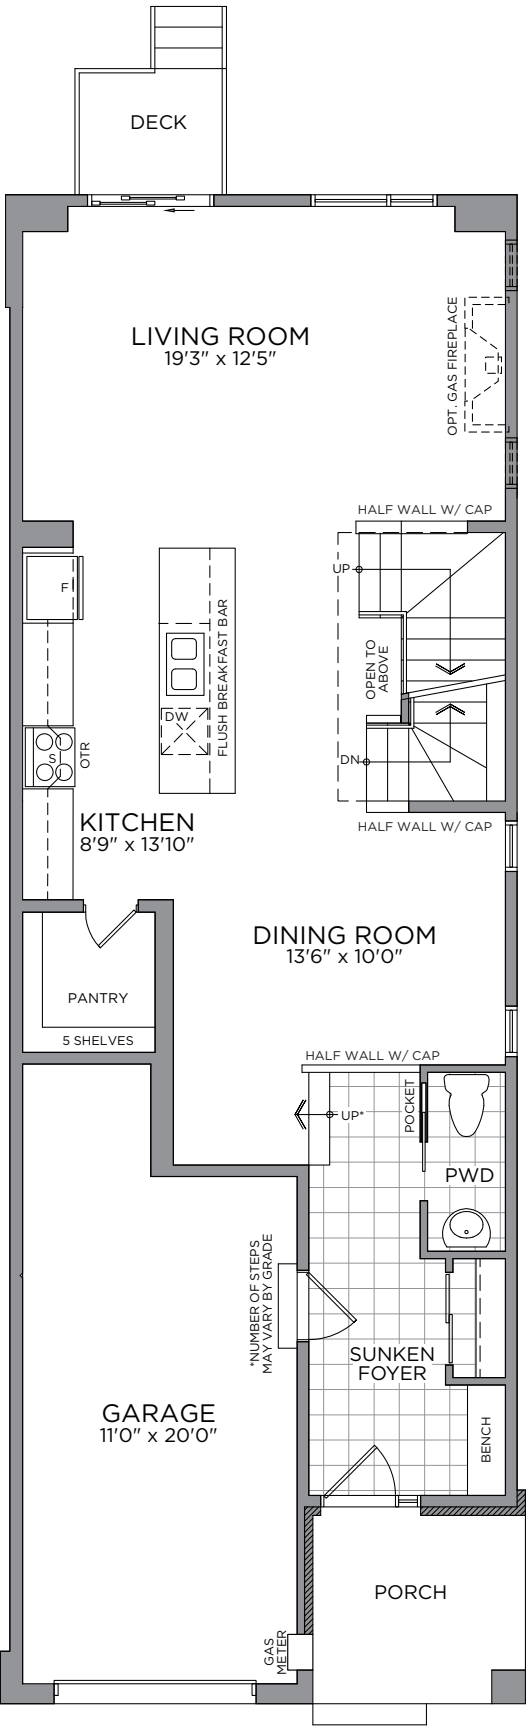 DECK
LIVING ROOM
19'3" x 12'5"
OPT. GAS FIREPLACE
HALF WALL W/ CAP
UP
F
FLUSH BREAKFAST BAR
OPEN TO
ABOVE
DW
OTR
S
DN
KITCHEN
8'9" x 13'10"
HALF WALL W/ CAP
DINING ROOM
13'6" x 10'0"
PANTRY
5 SHELVES
HALF WALL W/ CAP
POCKET
UP*
PWD
*NUMBER OF STEPS
MAY VARY BY GRADE
SUNKEN
FOYER
GARAGE
11'0" x 20'0"
BENCH
PORCH
GAS
METER